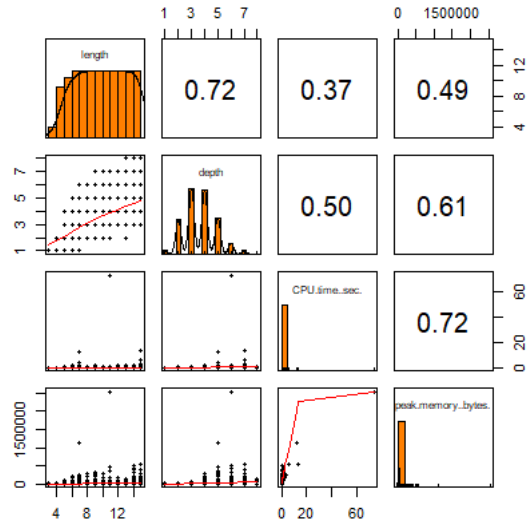 1 3 5 7
0 1500000
length
0.72
0.37
0.49
4 8 12
1 3 5 7
depth
0.50
0.61
CPU.time..sec.
0.72
0 20 60
0 1500000
peak.memory..bytes.
4 8 12
0 20 60